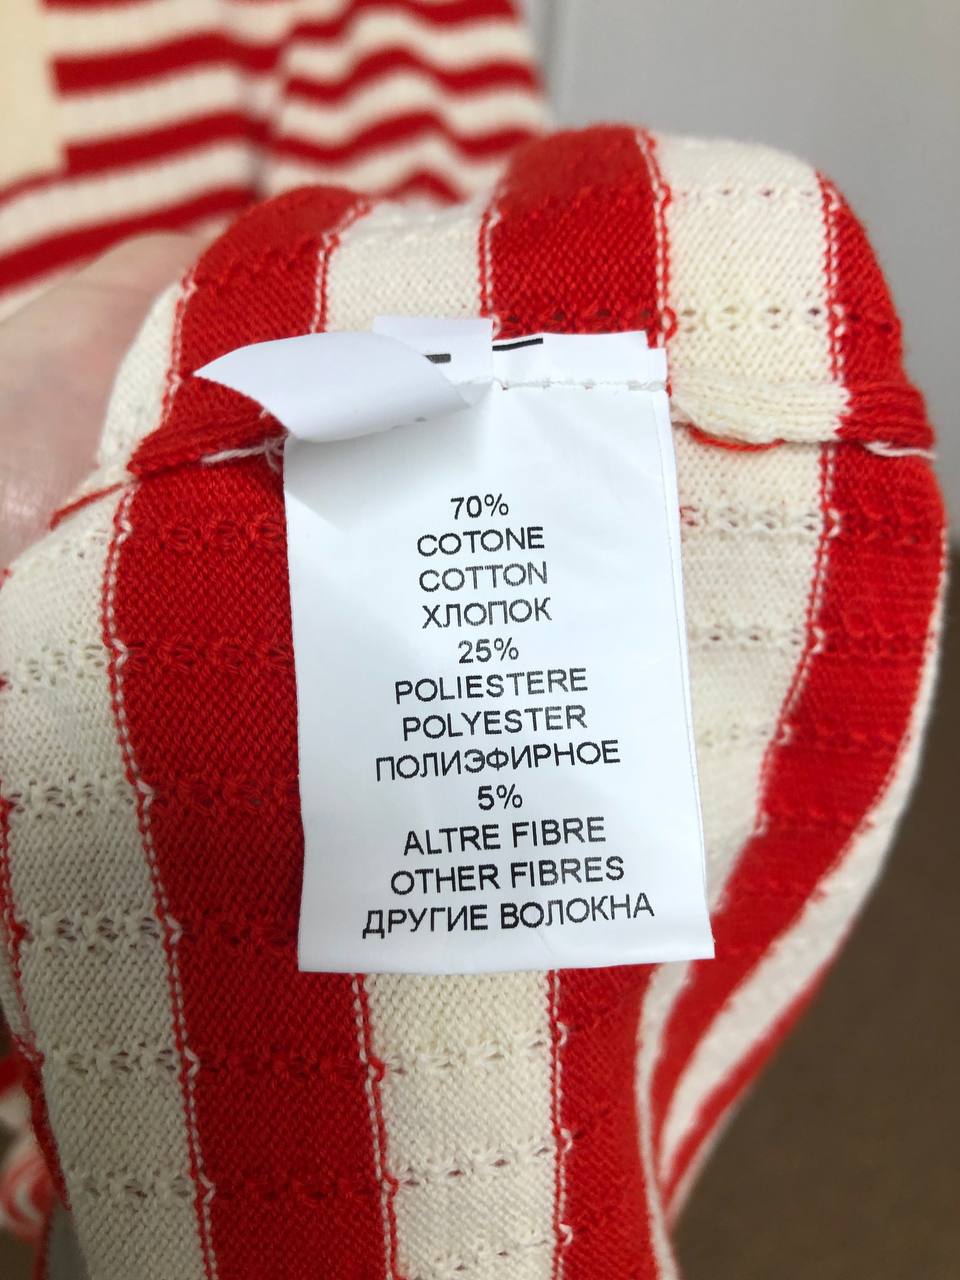 70%
COTONE
COTTON
ХЛОПОК
25%
POLIESTERE
POLYESTER
ПОЛИЭФИРНОЕ
5%
ALTRE FIBRE
OTHER FIBRES
ДРУГИЕ ВОЛОКНА